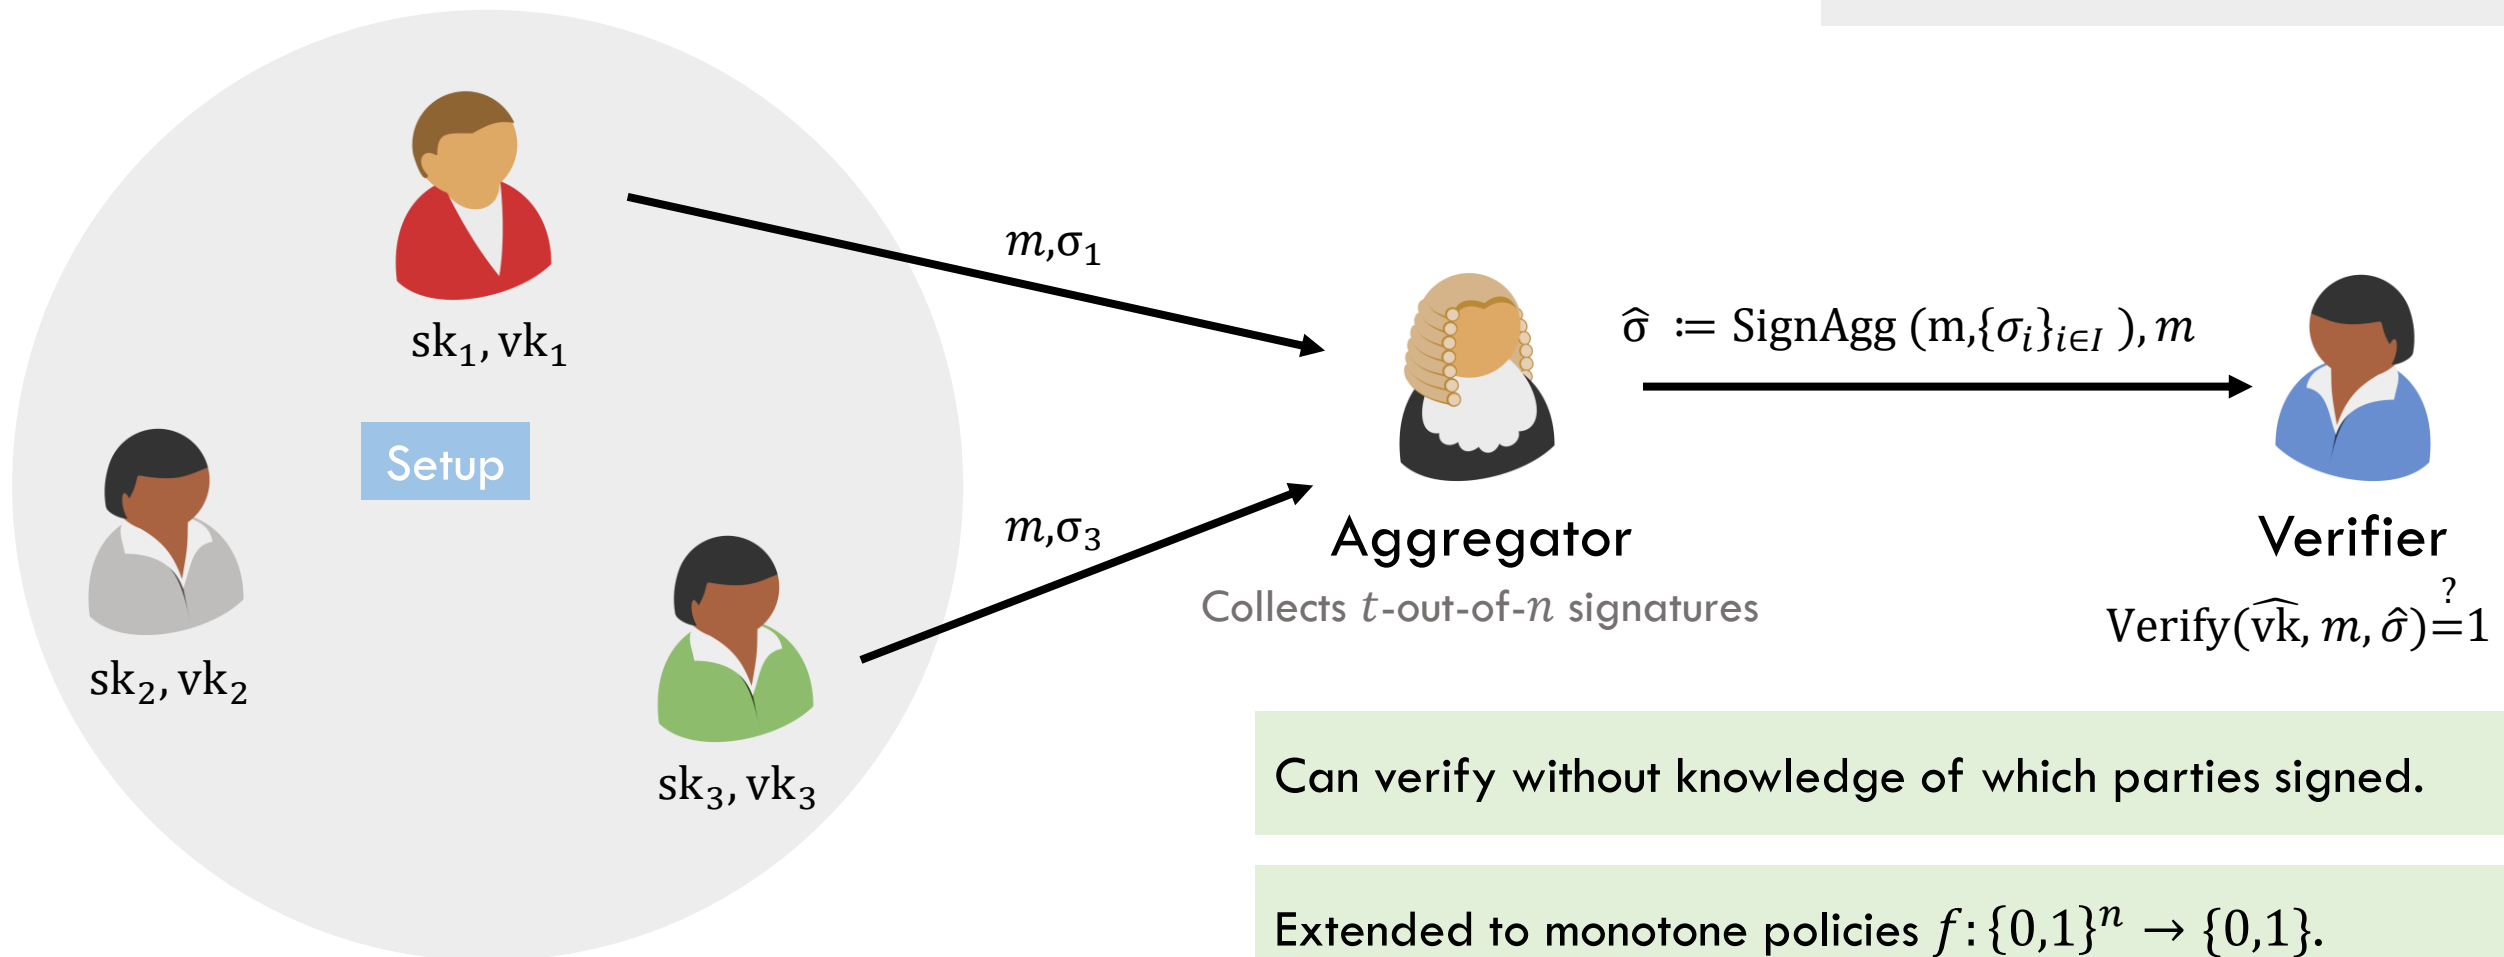 m,σ₁
sk₁, vk₁
σ̂ := SignAgg (m,{σᵢ}ᵢ∈I ), m
Setup
m,σ₃
sk₂, vk₂
sk₃, vk₃
Aggregator
Collects t-out-of-n signatures
Verifier
Verify(v̂k, m, σ̂)≟1
Can verify without knowledge of which parties signed.
Extended to monotone policies f: {0,1}ⁿ → {0,1}.